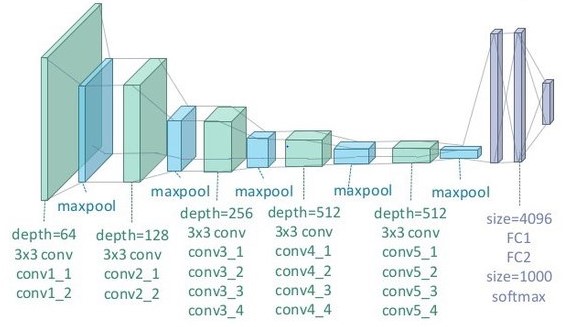 maxpool
maxpool
maxpool
maxpool
maxpool
depth=64
3x3 conv
conv1_1
conv1_2
depth=128
3x3 conv
conv2_1
conv2_2
depth=256
3x3 conv
conv3_1
conv3_2
conv3_3
conv3_4
depth=512
3x3 conv
conv4_1
conv4_2
conv4_3
conv4_4
depth=512
3x3 conv
conv5_1
conv5_2
conv5_3
conv5_4
size=4096
FC1
FC2
size=1000
softmax